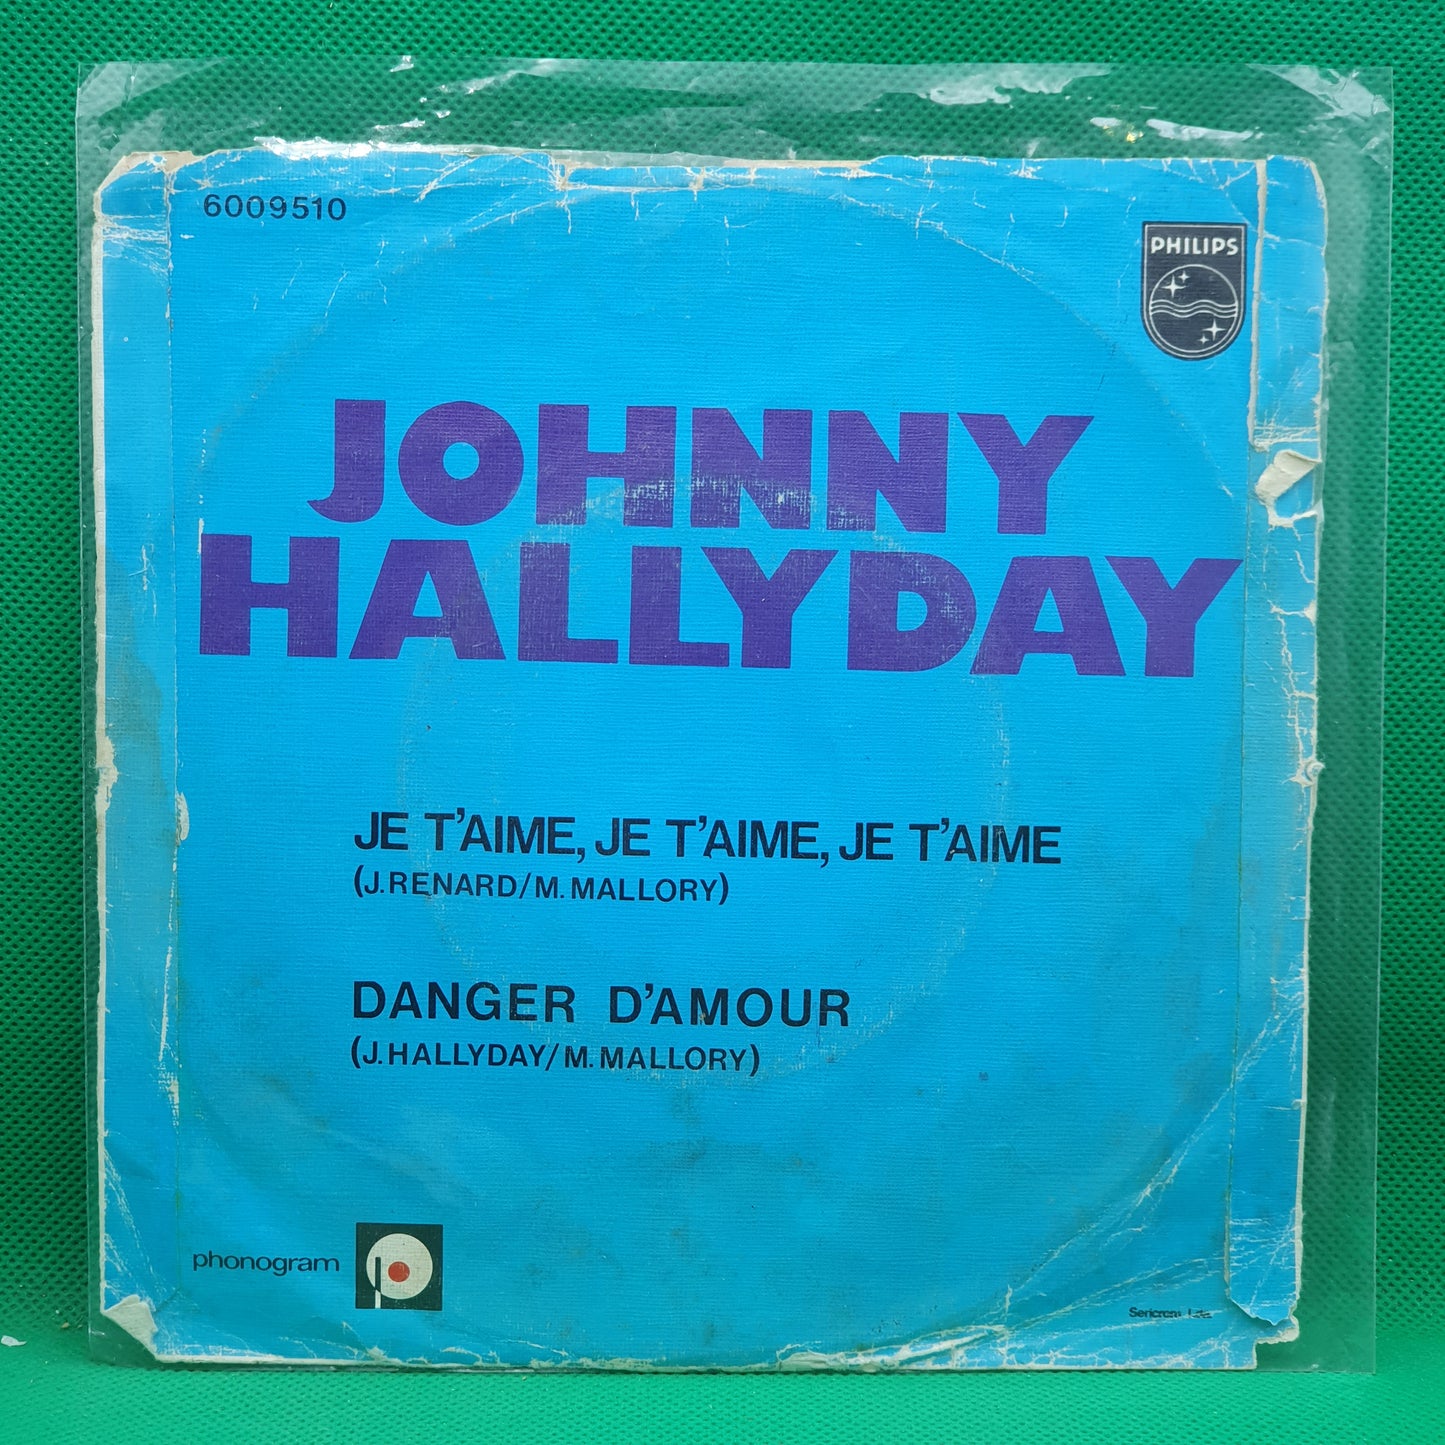 6009510
PHILIPS
JOHNNY
HALLYDAY
JE T'AIME, JE T'AIME, JE T'AIME
(J. RENARD/M. MALLORY)
DANGER D'AMOUR
(J. HALLYDAY/M. MALLORY)
phonogram